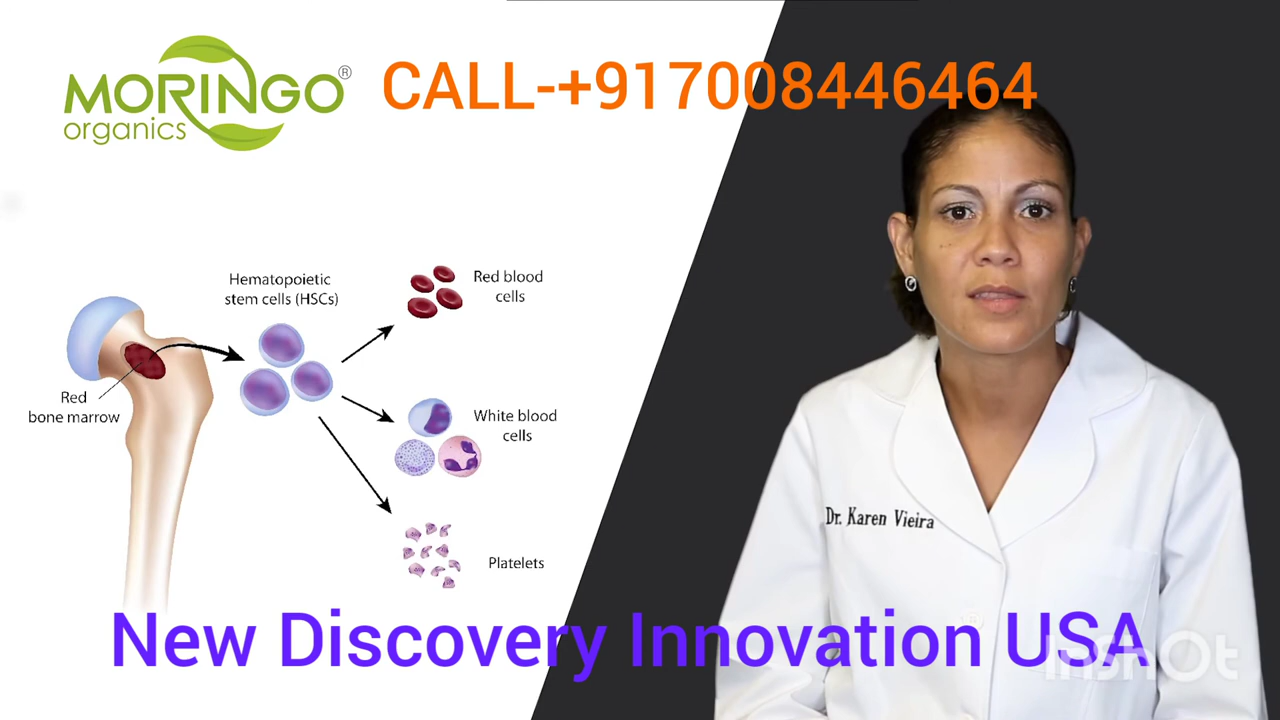 MORINGO®
organics
CALL-+917008446464
Hematopoietic
stem cells (HSCs)
Red blood
cells
Red
bone marrow
White blood
cells
Dr. Karen Vieira
Platelets
New Discovery Innovation USA
InShOt